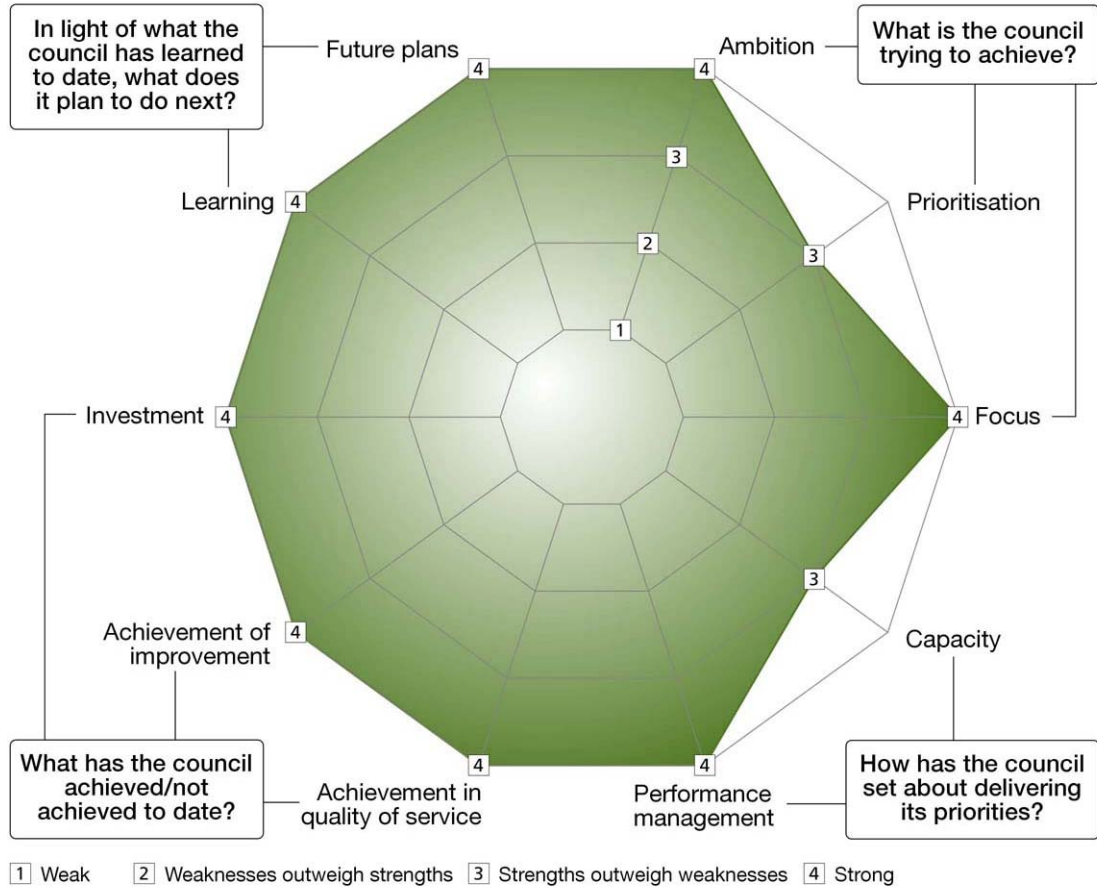 In light of what the
council has learned
to date, what does
it plan to do next?
Future plans
Ambition
What is the council
trying to achieve?
4
4
3
Learning
4
Prioritisation
2
3
1
Investment
4
4
Focus
3
Achievement of
improvement
4
Capacity
What has the council
achieved/not
achieved to date?
4
Achievement in
quality of service
4
Performance
management
How has the council
set about delivering
its priorities?
1 Weak
2 Weaknesses outweigh strengths
3 Strengths outweigh weaknesses
4 Strong